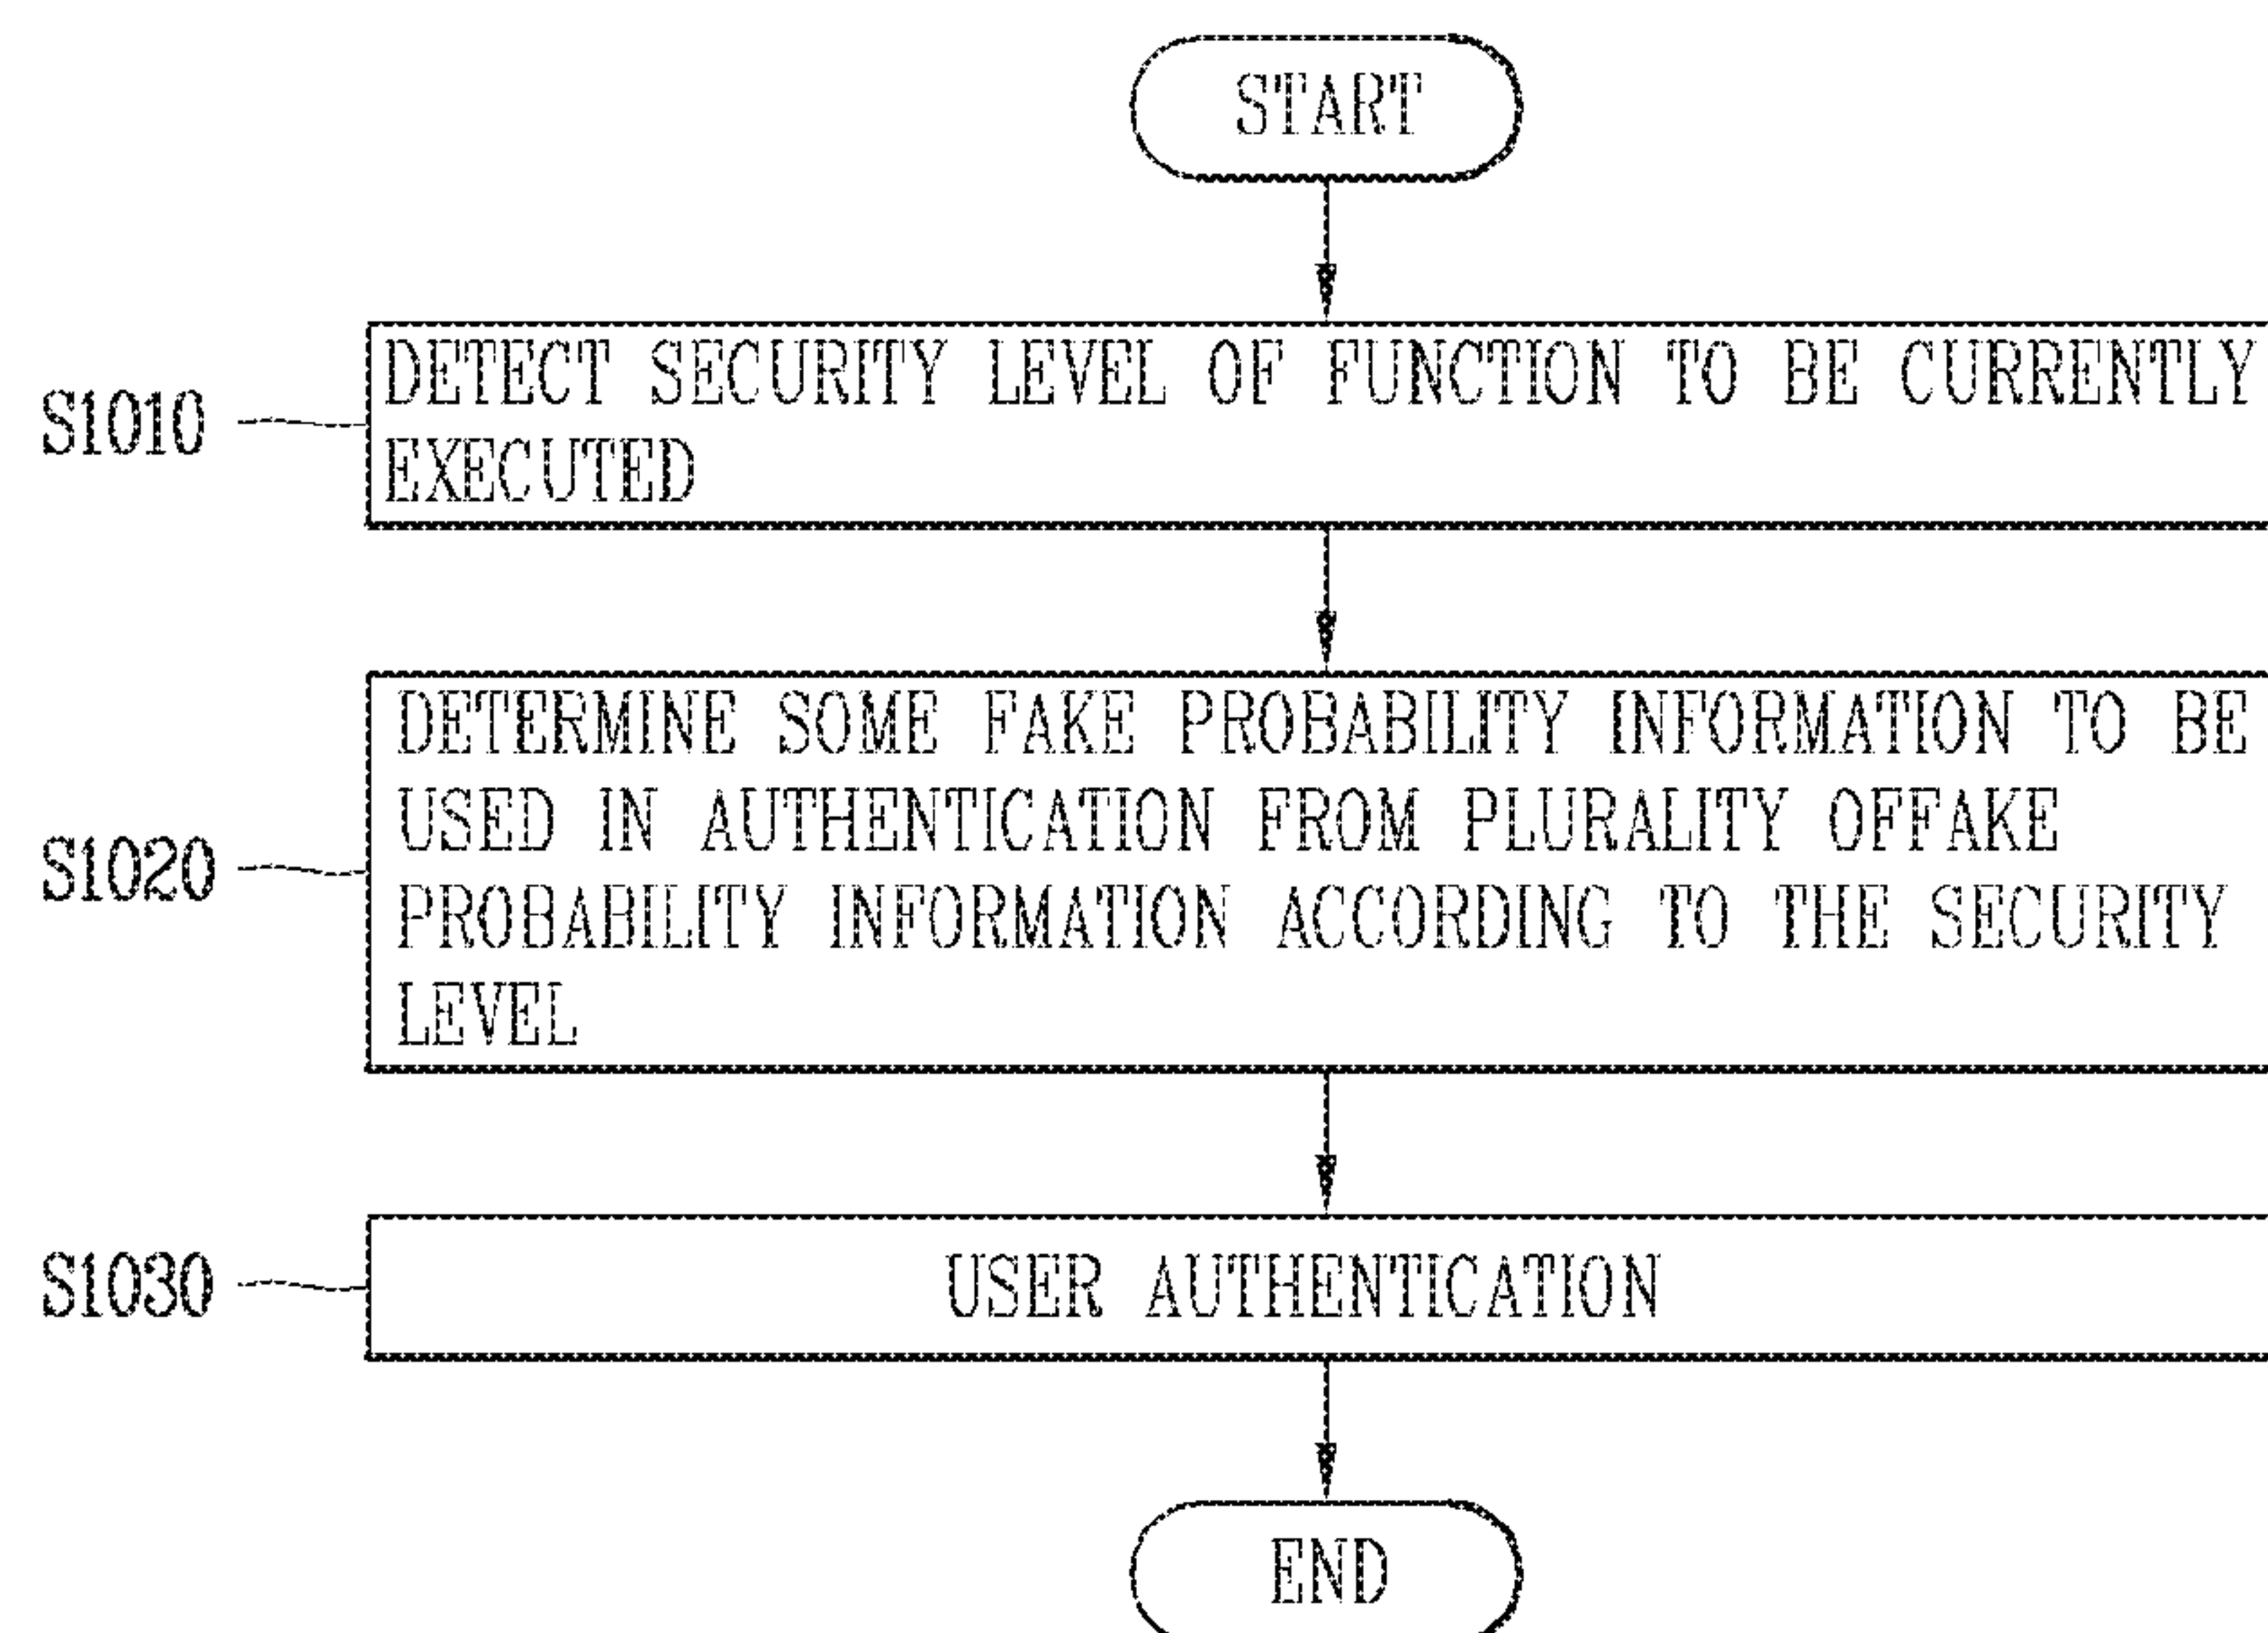 START
S1010
DETECT SECURITY LEVEL OF FUNCTION TO BE CURRENTLY
EXECUTED
S1020
DETERMINE SOME FAKE PROBABILITY INFORMATION TO BE
USED IN AUTHENTICATION FROM PLURALITY OFFAKE
PROBABILITY INFORMATION ACCORDING TO THE SECURITY
LEVEL
S1030
USER AUTHENTICATION
END